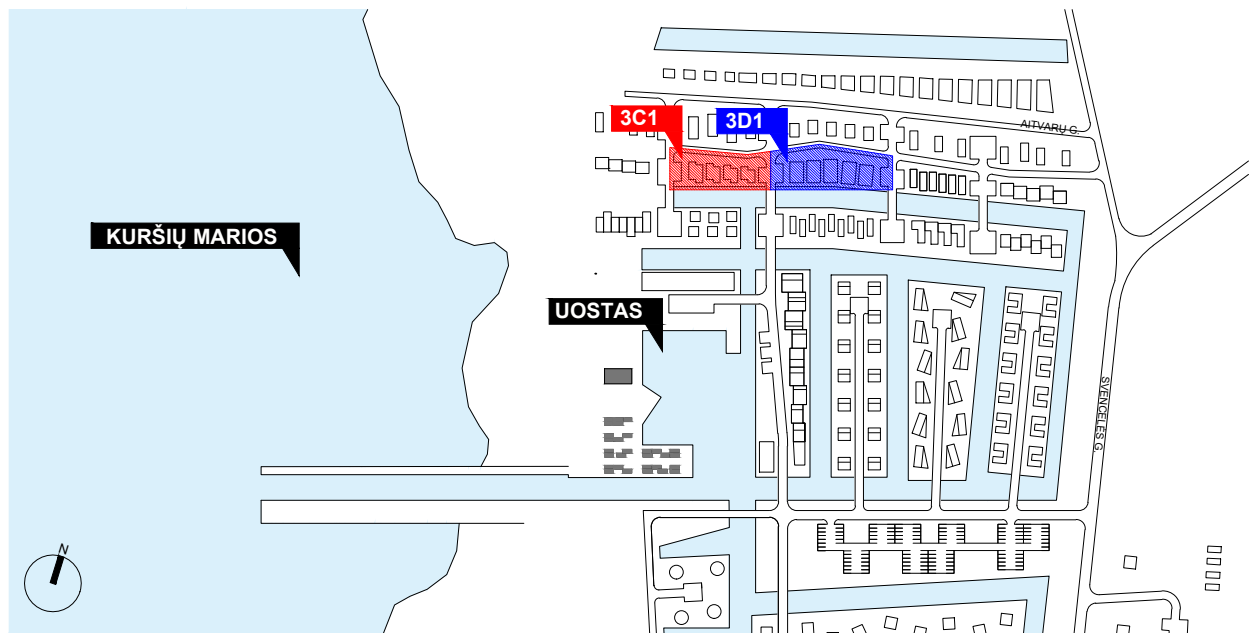 3C1
3D1
AITVARŲ G.
KURŠIŲ MARIOS
UOSTAS
SVENCELĖS G.
N